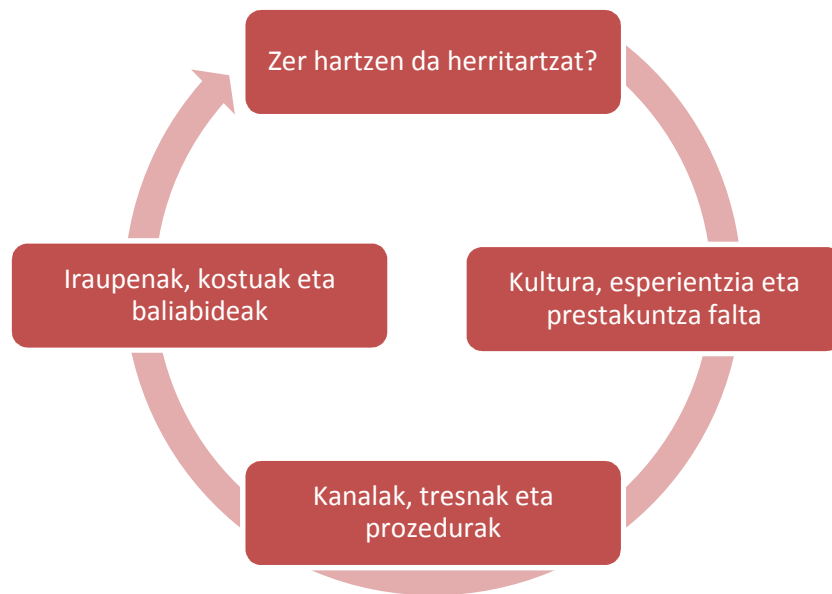 Zer hartzen da herritartzat?
Kultura, esperientzia eta
prestakuntza falta
Kanalak, tresnak eta
prozedurak
Iraupenak, kostuak eta
baliabideak